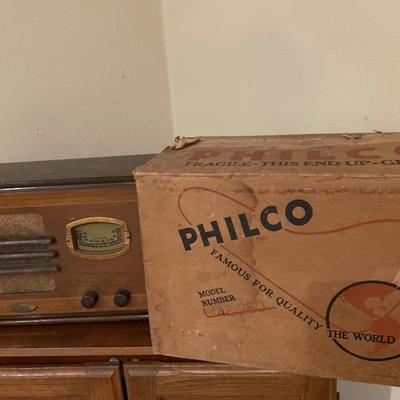 PHILCO
FRAGILE-THIS END UP-
PHILCO
FAMOUS FOR QUALITY
THE WORLD
MODEL
NUMBER